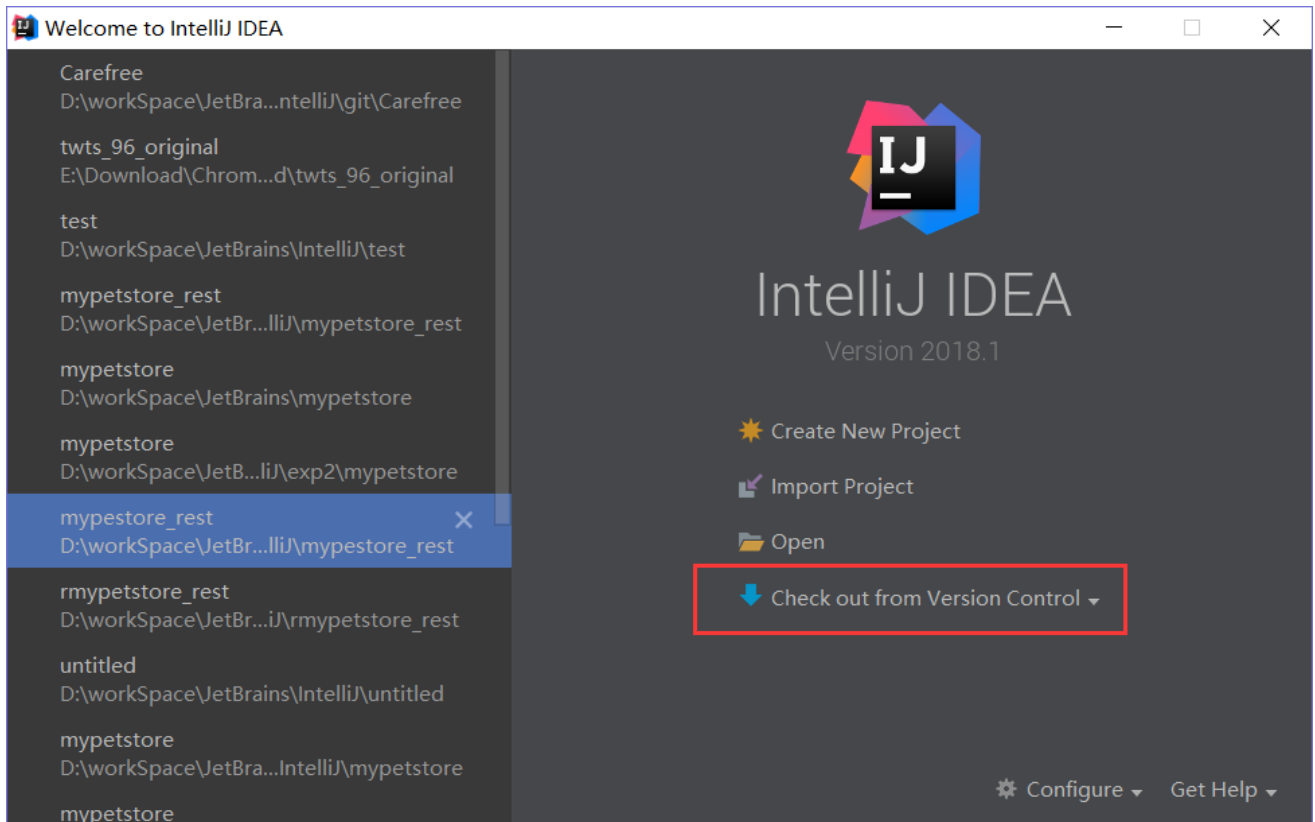 Welcome to IntelliJ IDEA
Carefree
D:\workSpace\JetBra...ntelliJ\git\Carefree
twts_96_original
E:\Download\Chrom...d\twts_96_original
test
D:\workSpace\JetBrains\IntelliJ\test
mypetstore_rest
D:\workSpace\JetBr...lliJ\mypetstore_rest
mypetstore
D:\workSpace\JetBrains\mypetstore
mypetstore
D:\workSpace\JetB...liJ\exp2\mypetstore
mypestore_rest
D:\workSpace\JetBr...lliJ\mypestore_rest
rmypetstore_rest
D:\workSpace\JetBr...iJ\rmypetstore_rest
untitled
D:\workSpace\JetBrains\IntelliJ\untitled
mypetstore
D:\workSpace\JetBra...IntelliJ\mypetstore
mypetstore
IJ
IntelliJ IDEA
Version 2018.1
Create New Project
Import Project
Open
Check out from Version Control
Configure
Get Help